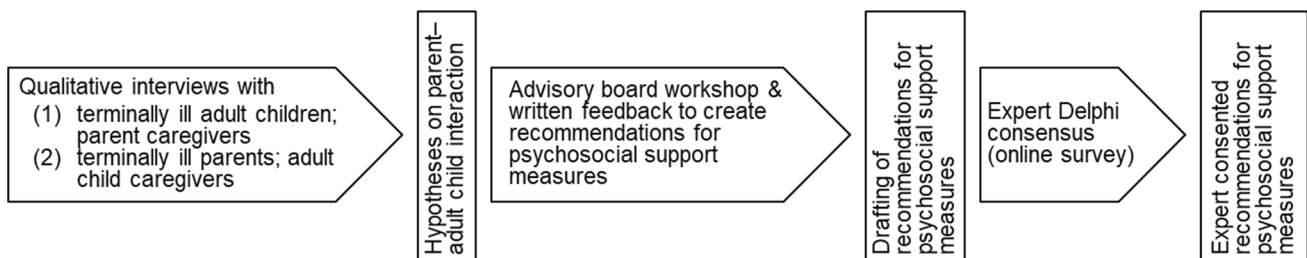 Qualitative interviews with
(1) terminally ill adult children;
parent caregivers
(2) terminally ill parents; adult
child caregivers
Hypotheses on parent–
adult child interaction
Advisory board workshop &
written feedback to create
recommendations for
psychosocial support
measures
Drafting of
recommendations for
psychosocial support
measures
Expert Delphi
consensus
(online survey)
Expert consented
recommendations for
psychosocial support
measures